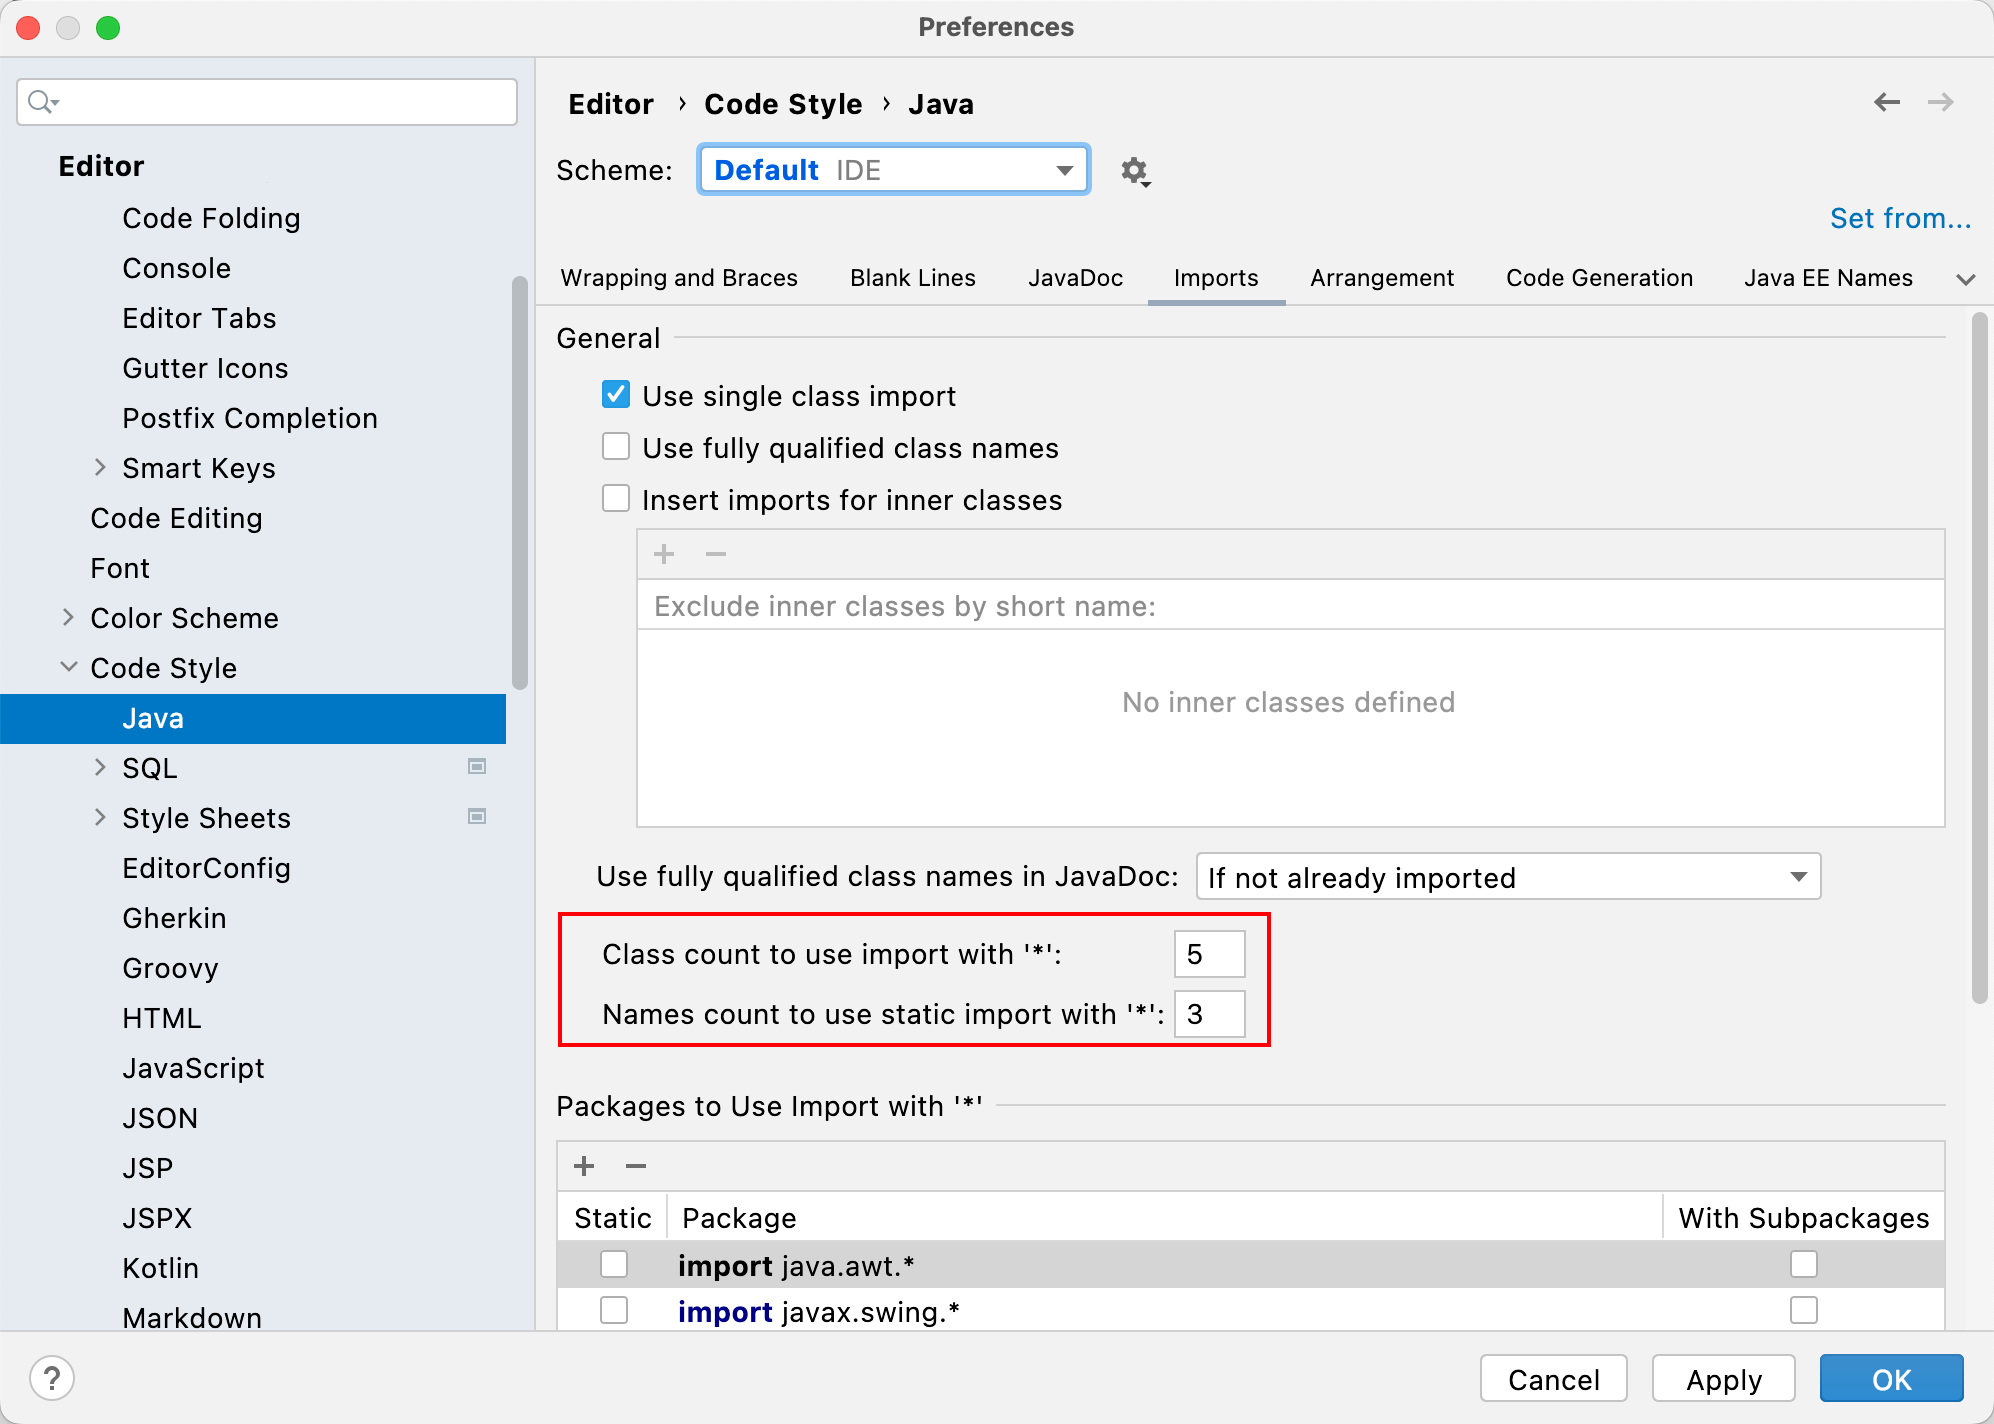 Preferences
Editor
Code Folding
Console
Editor Tabs
Gutter Icons
Postfix Completion
Smart Keys
Code Editing
Font
Color Scheme
Code Style
Java
SQL
Style Sheets
EditorConfig
Gherkin
Groovy
HTML
JavaScript
JSON
JSP
JSPX
Kotlin
Markdown
Editor › Code Style › Java
Scheme: Default IDE
Set from...
Wrapping and Braces Blank Lines JavaDoc Imports Arrangement Code Generation Java EE Names
General
Use single class import
Use fully qualified class names
Insert imports for inner classes
Exclude inner classes by short name:
No inner classes defined
Use fully qualified class names in JavaDoc: If not already imported
Class count to use import with '*': 5
Names count to use static import with '*': 3
Packages to Use Import with '*'
Static Package With Subpackages
import java.awt.*
import javax.swing.*
? Cancel Apply OK